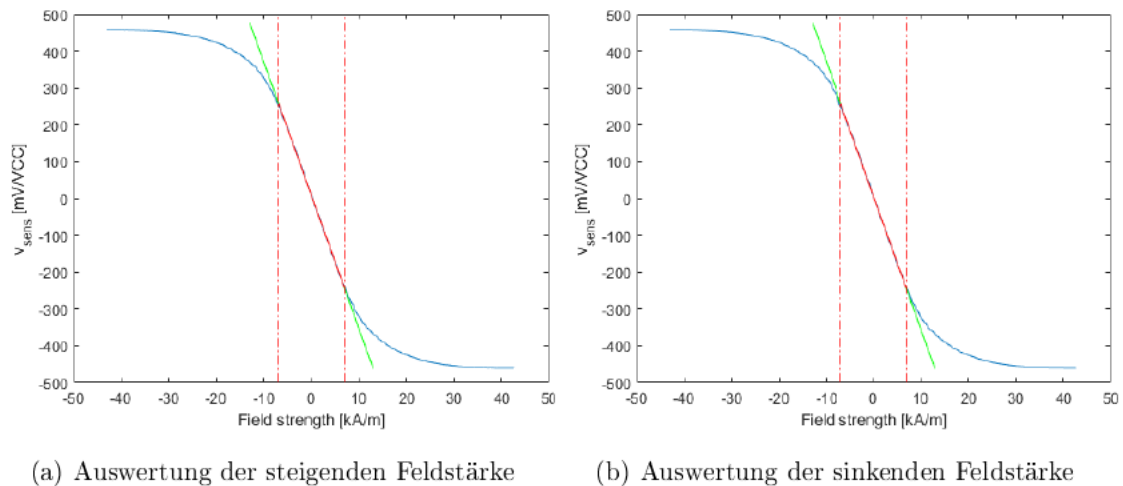 500
400
300
200
100
0
-100
-200
-300
-400
-500
v_sens [mV/VCC]
-50 -40 -30 -20 -10 0 10 20 30 40 50
Field strength [kA/m]
(a) Auswertung der steigenden Feldstärke
500
400
300
200
100
0
-100
-200
-300
-400
-500
v_sens [mV/VCC]
-50 -40 -30 -20 -10 0 10 20 30 40 50
Field strength [kA/m]
(b) Auswertung der sinkenden Feldstärke